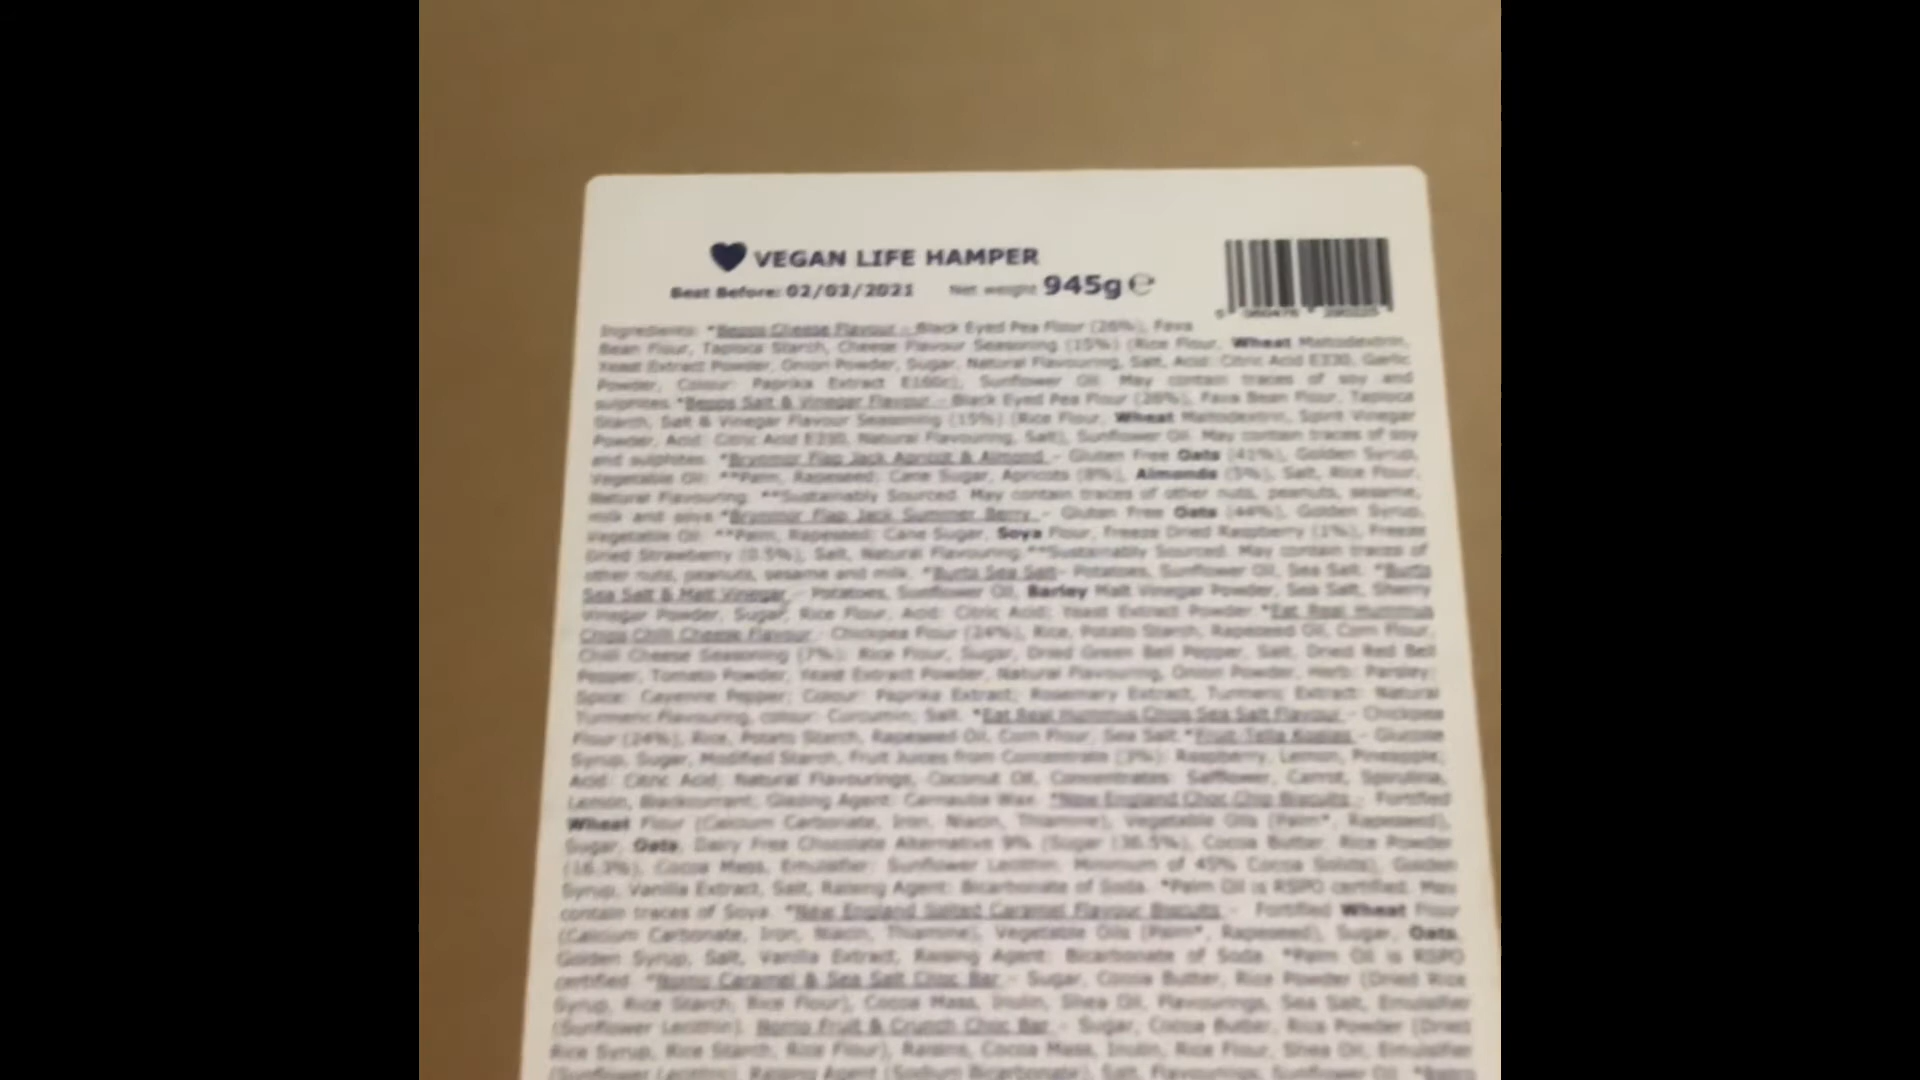 VEGAN LIFE HAMPER
Best Before: 02/03/2021 Net weight 945g e
Ingredients: *Bepps Cheese Flavour - Black Eyed Pea Flour (26%), Fava
Bean Flour, Tapioca Starch, Cheese Flavour Seasoning (15%) (Rice Flour, Wheat Maltodextrin,
Yeast Extract Powder, Onion Powder, Sugar, Natural Flavouring, Salt, Acid: Citric Acid E330, Garlic
Powder, Colour: Paprika Extract E160c), Sunflower Oil. May contain traces of soy and
sulphites. *Bepps Salt & Vinegar Flavour - Black Eyed Pea Flour (26%), Fava Bean Flour, Tapioca
Starch, Salt & Vinegar Flavour Seasoning (15%) (Rice Flour, Wheat Maltodextrin, Spirit Vinegar
Powder, Acid: Citric Acid E330, Natural Flavouring, Salt), Sunflower Oil. May contain traces of soy
and sulphites. *Brynmor Flap Jack Apricot & Almond - Gluten Free Oats (41%), Golden Syrup,
Vegetable Oil: **Palm, Rapeseed; Cane Sugar, Apricots (8%), Almonds (5%), Salt, Rice Flour,
Natural Flavouring. **Sustainably Sourced. May contain traces of other nuts, peanuts, sesame,
milk and soya *Brynmor Flap Jack Summer Berry - Gluten Free Oats (44%), Golden Syrup,
Vegetable Oil: **Palm, Rapeseed; Cane Sugar, Soya Flour, Freeze Dried Raspberry (1%), Freeze
Dried Strawberry (0.5%), Salt, Natural Flavouring.**Sustainably Sourced. May contain traces of
other nuts, peanuts, sesame and milk. *Burts Sea Salt- Potatoes, Sunflower Oil, Sea Salt. *Burts
Sea Salt & Malt Vinegar - Potatoes, Sunflower Oil, Barley Malt Vinegar Powder, Sea Salt, Sherry
Vinegar Powder, Sugar, Rice Flour, Acid: Citric Acid; Yeast Extract Powder.*Eat Real Hummus
Chips Chilli Cheese Flavour - Chickpea Flour (24%), Rice, Potato Starch, Rapeseed Oil, Corn Flour,
Chilli Cheese Seasoning (7%): Rice Flour, Sugar, Dried Green Bell Pepper, Salt, Dried Red Bell
Pepper, Tomato Powder, Yeast Extract Powder, Natural Flavouring, Onion Powder, Herb: Parsley;
Spice: Cayenne Pepper; Colour: Paprika Extract; Rosemary Extract, Turmeric Extract: Natural
Turmeric Flavouring, colour: Curcumin; Salt. *Eat Real Hummus Chips Sea Salt Flavour - Chickpea
Flour (24%), Rice, Potato Starch, Rapeseed Oil, Corn Flour, Sea Salt.*Fruit-Tella Koalas - Glucose
Syrup, Sugar, Modified Starch, Fruit Juices from Concentrate (3%): Raspberry, Lemon, Pineapple;
Acid: Citric Acid; Natural Flavourings, Coconut Oil, Concentrates: Safflower, Carrot, Spirulina,
Lemon, Blackcurrant; Glazing Agent: Carnauba Wax. *New England Choc Chip Biscuits - Fortified
Wheat Flour (Calcium Carbonate, Iron, Niacin, Thiamine), Vegetable Oils (Palm*, Rapeseed),
Sugar, Oats, Dairy Free Chocolate Alternative 9% (Sugar (36.5%), Cocoa Butter, Rice Powder
(16.3%), Cocoa Mass, Emulsifier: Sunflower Lecithin. Minimum of 45% Cocoa Solids), Golden
Syrup, Vanilla Extract, Salt, Raising Agent: Bicarbonate of Soda. *Palm Oil is RSPO certified. May
contain traces of Soya. *New England Salted Caramel Flavour Biscuits - Fortified Wheat Flour
(Calcium Carbonate, Iron, Niacin, Thiamine), Vegetable Oils (Palm*, Rapeseed), Sugar, Oats,
Golden Syrup, Salt, Vanilla Extract, Raising Agent: Bicarbonate of Soda. *Palm Oil is RSPO
certified. *Nomo Caramel & Sea Salt Choc Bar - Sugar, Cocoa Butter, Rice Powder (Dried Rice
Syrup, Rice Starch, Rice Flour), Cocoa Mass, Inulin, Shea Oil, Flavourings, Sea Salt, Emulsifier
(Sunflower Lecithin). Nomo Fruit & Crunch Choc Bar - Sugar, Cocoa Butter, Rice Powder (Dried
Rice Syrup, Rice Starch, Rice Flour), Raisins, Cocoa Mass, Inulin, Rice Flour, Shea Oil, Emulsifier
(Sunflower Lecithin), Raising Agent (Sodium Bicarbonate), Salt, Flavourings, Sunflower Oil.